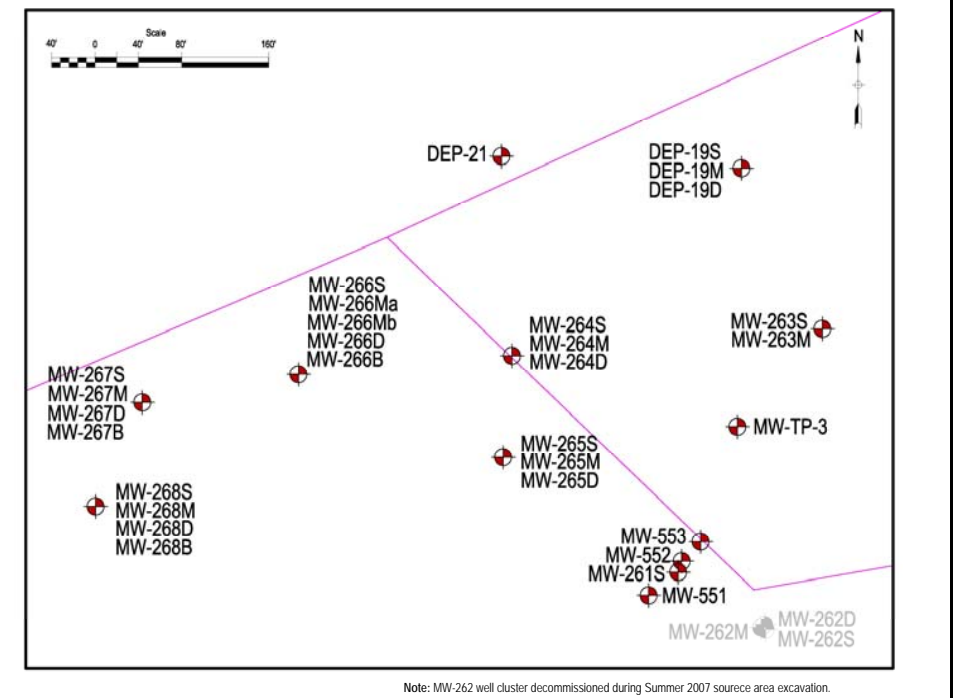 Scale
40' 0 40' 80' 160'
N
DEP-21
DEP-19S
DEP-19M
DEP-19D
MW-266S
MW-266Ma
MW-266Mb
MW-266D
MW-266B
MW-264S
MW-264M
MW-264D
MW-263S
MW-263M
MW-267S
MW-267M
MW-267D
MW-267B
MW-TP-3
MW-265S
MW-265M
MW-265D
MW-268S
MW-268M
MW-268D
MW-268B
MW-553
MW-552
MW-261S
MW-551
MW-262M
MW-262D
MW-262S
Note: MW-262 well cluster decommissioned during Summer 2007 sourece area excavation.